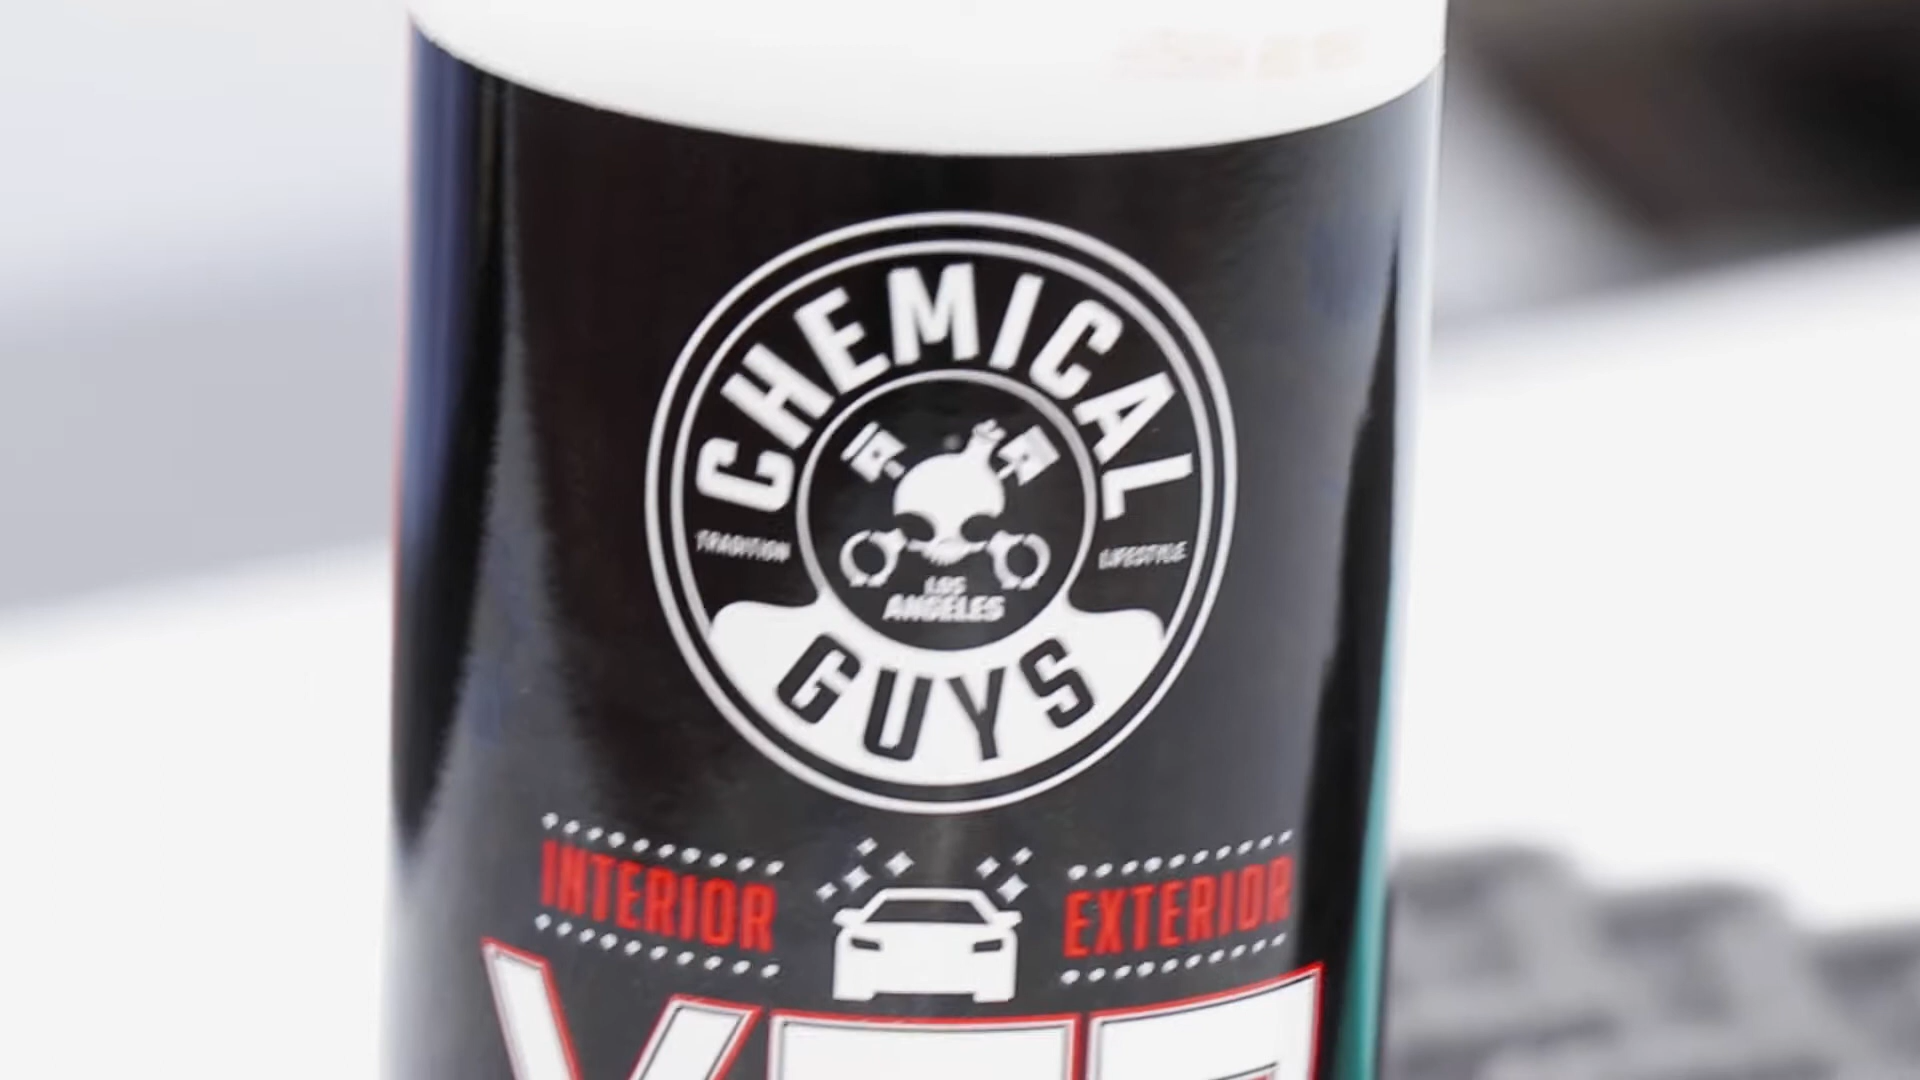 CHEMICAL
TRADITION
LIFESTYLE
LOS
ANGELES
GUYS
INTERIOR
EXTERIOR